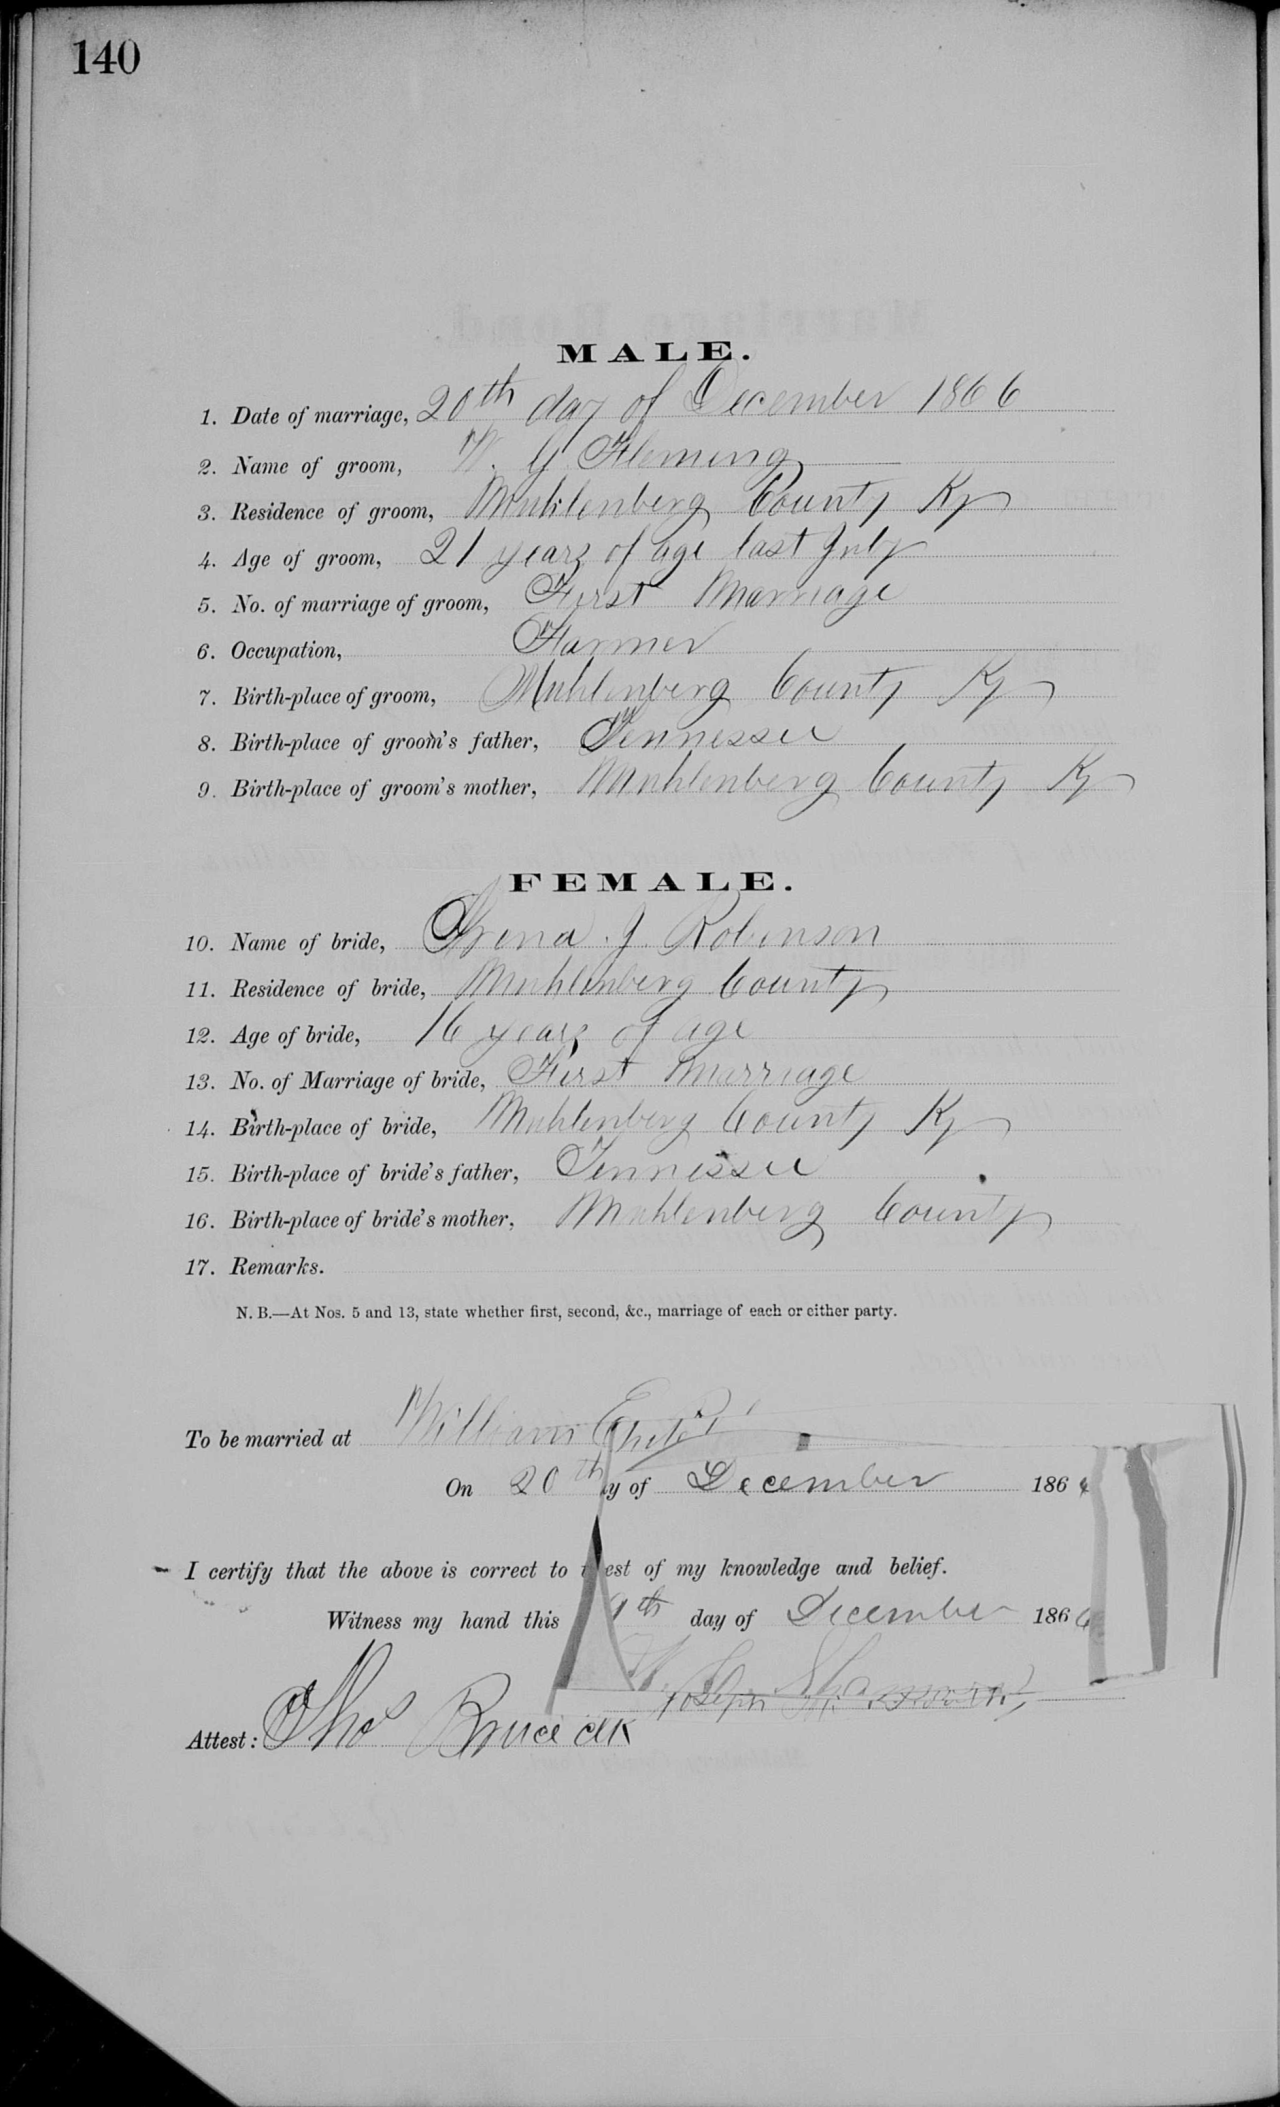 140
MALE.
1. Date of marriage, 20th day of December 1866
2. Name of groom, W. G. Fleming
3. Residence of groom, Muhlenberg County Ky
4. Age of groom, 21 years of age last July
5. No. of marriage of groom, First Marriage
6. Occupation, Farmer
7. Birth-place of groom, Muhlenberg County Ky
8. Birth-place of groom's father, Tennessee
9. Birth-place of groom's mother, Muhlenberg County Ky
FEMALE.
10. Name of bride, J. Robinson
11. Residence of bride, Muhlenberg County
12. Age of bride, 16 years of age
13. No. of Marriage of bride, First Marriage
14. Birth-place of bride, Muhlenberg County Ky
15. Birth-place of bride's father, Tennessee
16. Birth-place of bride's mother, Muhlenberg County
17. Remarks.
N. B.—At Nos. 5 and 13, state whether first, second, &c., marriage of each or either party.
To be married at William
On 20th y of December 186
I certify that the above is correct to est of my knowledge and belief.
Witness my hand this day of December 1866
Attest: Thos Bruce clk